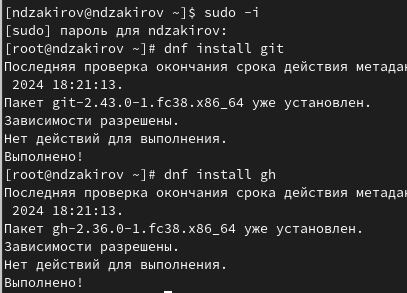 [ndzakirov@ndzakirov ~]$ sudo -i
[sudo] пароль для ndzakirov:
[root@ndzakirov ~]# dnf install git
Последняя проверка окончания срока действия метадан
 2024 18:21:13.
Пакет git-2.43.0-1.fc38.x86_64 уже установлен.
Зависимости разрешены.
Нет действий для выполнения.
Выполнено!
[root@ndzakirov ~]# dnf install gh
Последняя проверка окончания срока действия метадан
 2024 18:21:13.
Пакет gh-2.36.0-1.fc38.x86_64 уже установлен.
Зависимости разрешены.
Нет действий для выполнения.
Выполнено!